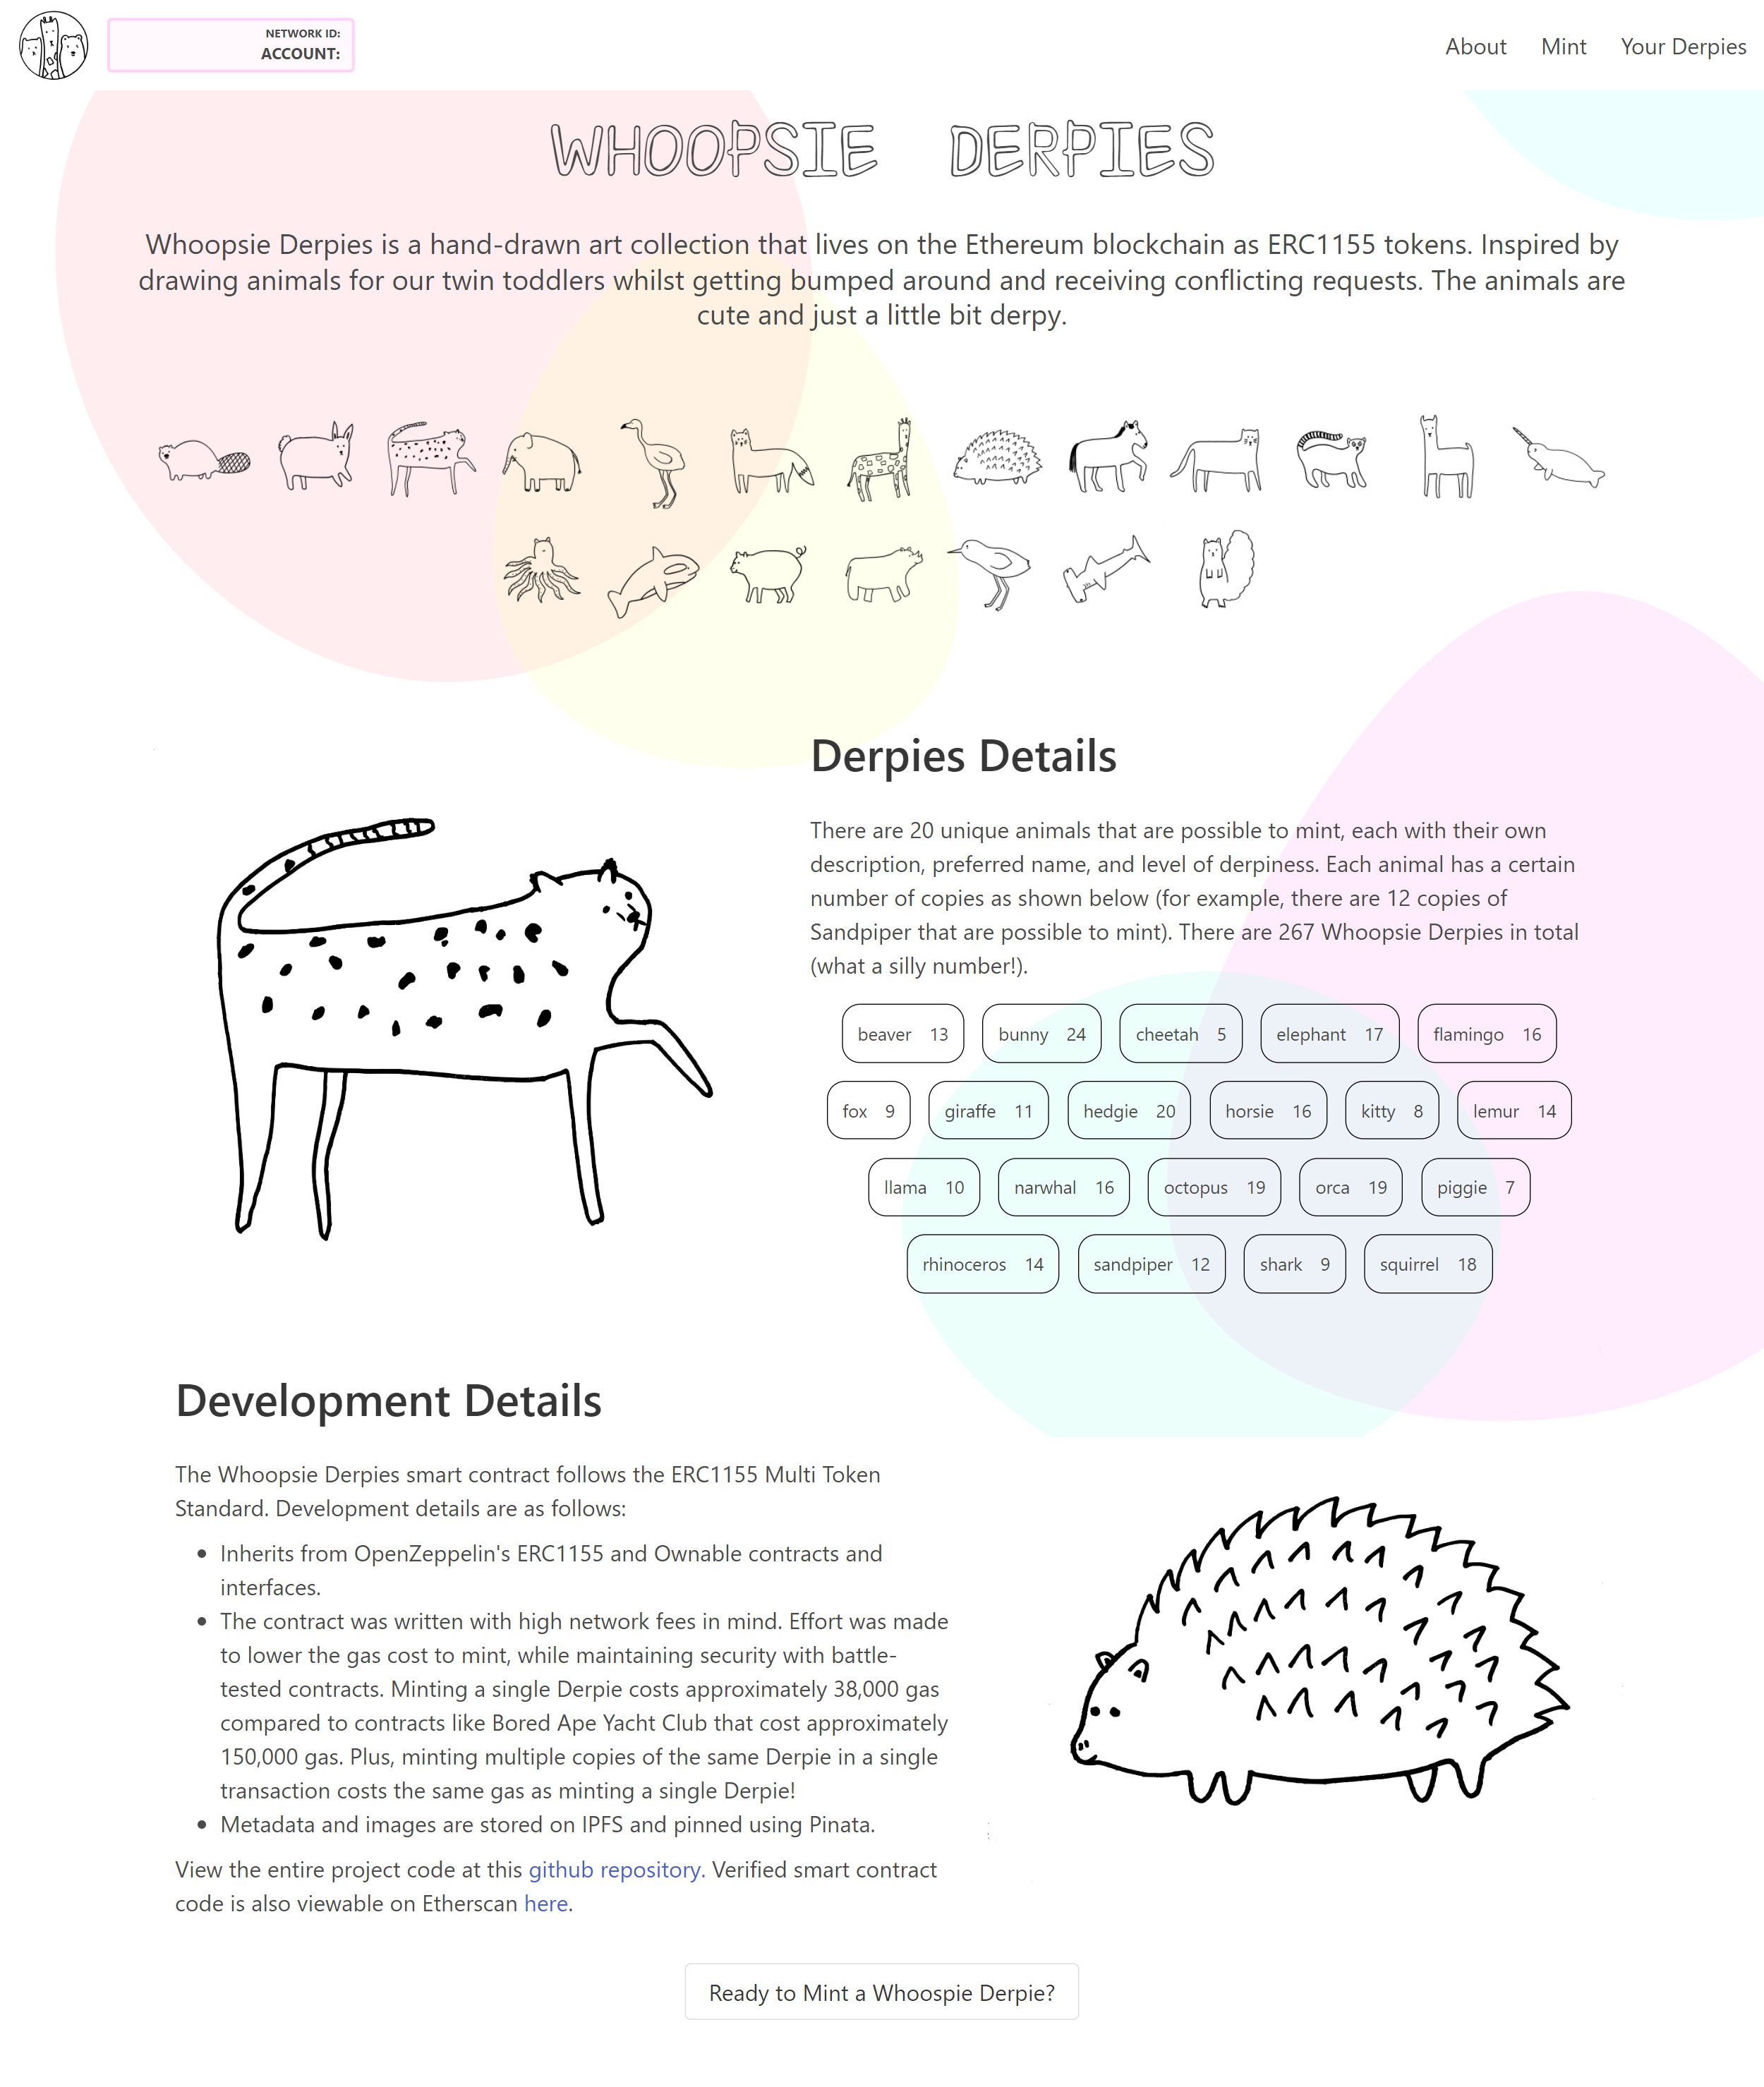 NETWORK ID:
ACCOUNT:
About Mint Your Derpies
WHOOPSIE DERPIES
Whoopsie Derpies is a hand-drawn art collection that lives on the Ethereum blockchain as ERC1155 tokens. Inspired by
drawing animals for our twin toddlers whilst getting bumped around and receiving conflicting requests. The animals are
cute and just a little bit derpy.
Derpies Details
There are 20 unique animals that are possible to mint, each with their own
description, preferred name, and level of derpiness. Each animal has a certain
number of copies as shown below (for example, there are 12 copies of
Sandpiper that are possible to mint). There are 267 Whoopsie Derpies in total
(what a silly number!).
beaver 13 bunny 24 cheetah 5 elephant 17 flamingo 16
fox 9 giraffe 11 hedgie 20 horsie 16 kitty 8 lemur 14
llama 10 narwhal 16 octopus 19 orca 19 piggie 7
rhinoceros 14 sandpiper 12 shark 9 squirrel 18
Development Details
The Whoopsie Derpies smart contract follows the ERC1155 Multi Token
Standard. Development details are as follows:
• Inherits from OpenZeppelin's ERC1155 and Ownable contracts and
interfaces.
• The contract was written with high network fees in mind. Effort was made
to lower the gas cost to mint, while maintaining security with battle-
tested contracts. Minting a single Derpie costs approximately 38,000 gas
compared to contracts like Bored Ape Yacht Club that cost approximately
150,000 gas. Plus, minting multiple copies of the same Derpie in a single
transaction costs the same gas as minting a single Derpie!
• Metadata and images are stored on IPFS and pinned using Pinata.
View the entire project code at this github repository. Verified smart contract
code is also viewable on Etherscan here.
Ready to Mint a Whoospie Derpie?